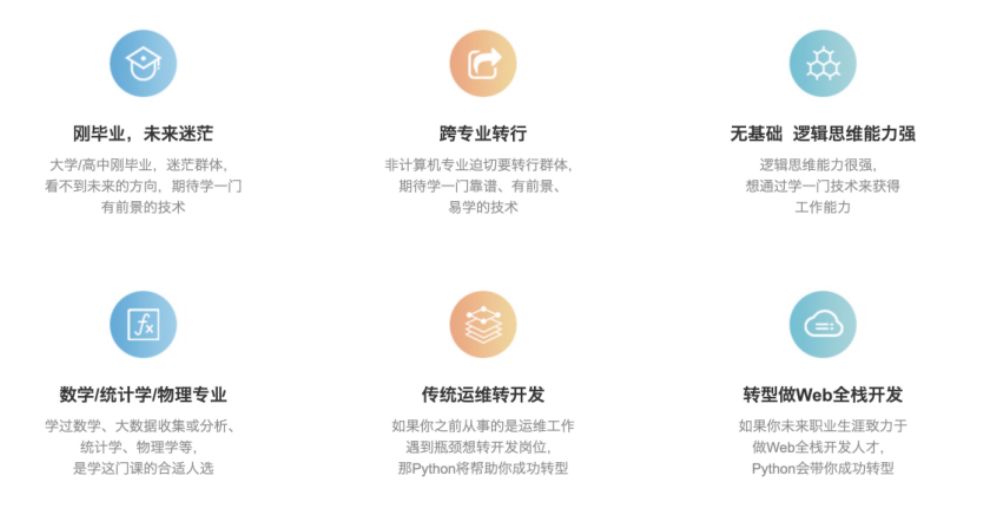 刚毕业，未来迷茫
大学/高中刚毕业，迷茫群体，
看不到未来的方向，期待学一门
有前景的技术
跨专业转行
非计算机专业迫切要转行群体，
期待学一门靠谱、有前景、
易学的技术
无基础 逻辑思维能力强
逻辑思维能力很强，
想通过学一门技术来获得
工作能力
fx
数学/统计学/物理专业
学过数学、大数据收集或分析、
统计学、物理学等，
是学这门课的合适人选
传统运维转开发
如果你之前从事的是运维工作
遇到瓶颈想转开发岗位，
那Python将帮助你成功转型
转型做Web全栈开发
如果你未来职业生涯致力于
做Web全栈开发人才，
Python会带你成功转型